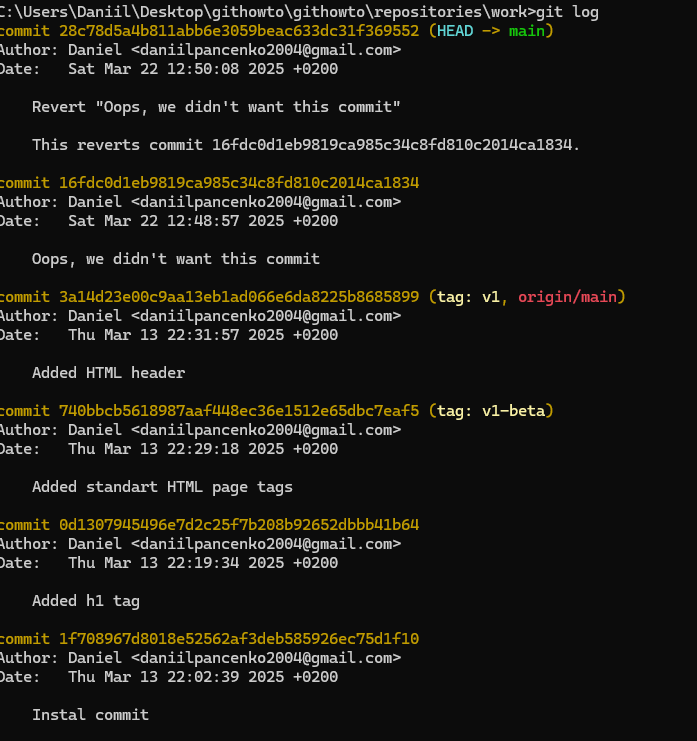 C:\Users\Daniil\Desktop\githowto\githowto\repositories\work>git log
commit 28c78d5a4b811abb6e3059beac633dc31f369552 (HEAD -> main)
Author: Daniel <daniilpancenko2004@gmail.com>
Date:   Sat Mar 22 12:50:08 2025 +0200
Revert "Oops, we didn't want this commit"
This reverts commit 16fdc0d1eb9819ca985c34c8fd810c2014ca1834.
commit 16fdc0d1eb9819ca985c34c8fd810c2014ca1834
Author: Daniel <daniilpancenko2004@gmail.com>
Date:   Sat Mar 22 12:48:57 2025 +0200
Oops, we didn't want this commit
commit 3a14d23e00c9aa13eb1ad066e6da8225b8685899 (tag: v1, origin/main)
Author: Daniel <daniilpancenko2004@gmail.com>
Date:   Thu Mar 13 22:31:57 2025 +0200
Added HTML header
commit 740bbcb5618987aaf448ec36e1512e65dbc7eaf5 (tag: v1-beta)
Author: Daniel <daniilpancenko2004@gmail.com>
Date:   Thu Mar 13 22:29:18 2025 +0200
Added standart HTML page tags
commit 0d1307945496e7d2c25f7b208b92652dbbb41b64
Author: Daniel <daniilpancenko2004@gmail.com>
Date:   Thu Mar 13 22:19:34 2025 +0200
Added h1 tag
commit 1f708967d8018e52562af3deb585926ec75d1f10
Author: Daniel <daniilpancenko2004@gmail.com>
Date:   Thu Mar 13 22:02:39 2025 +0200
Instal commit